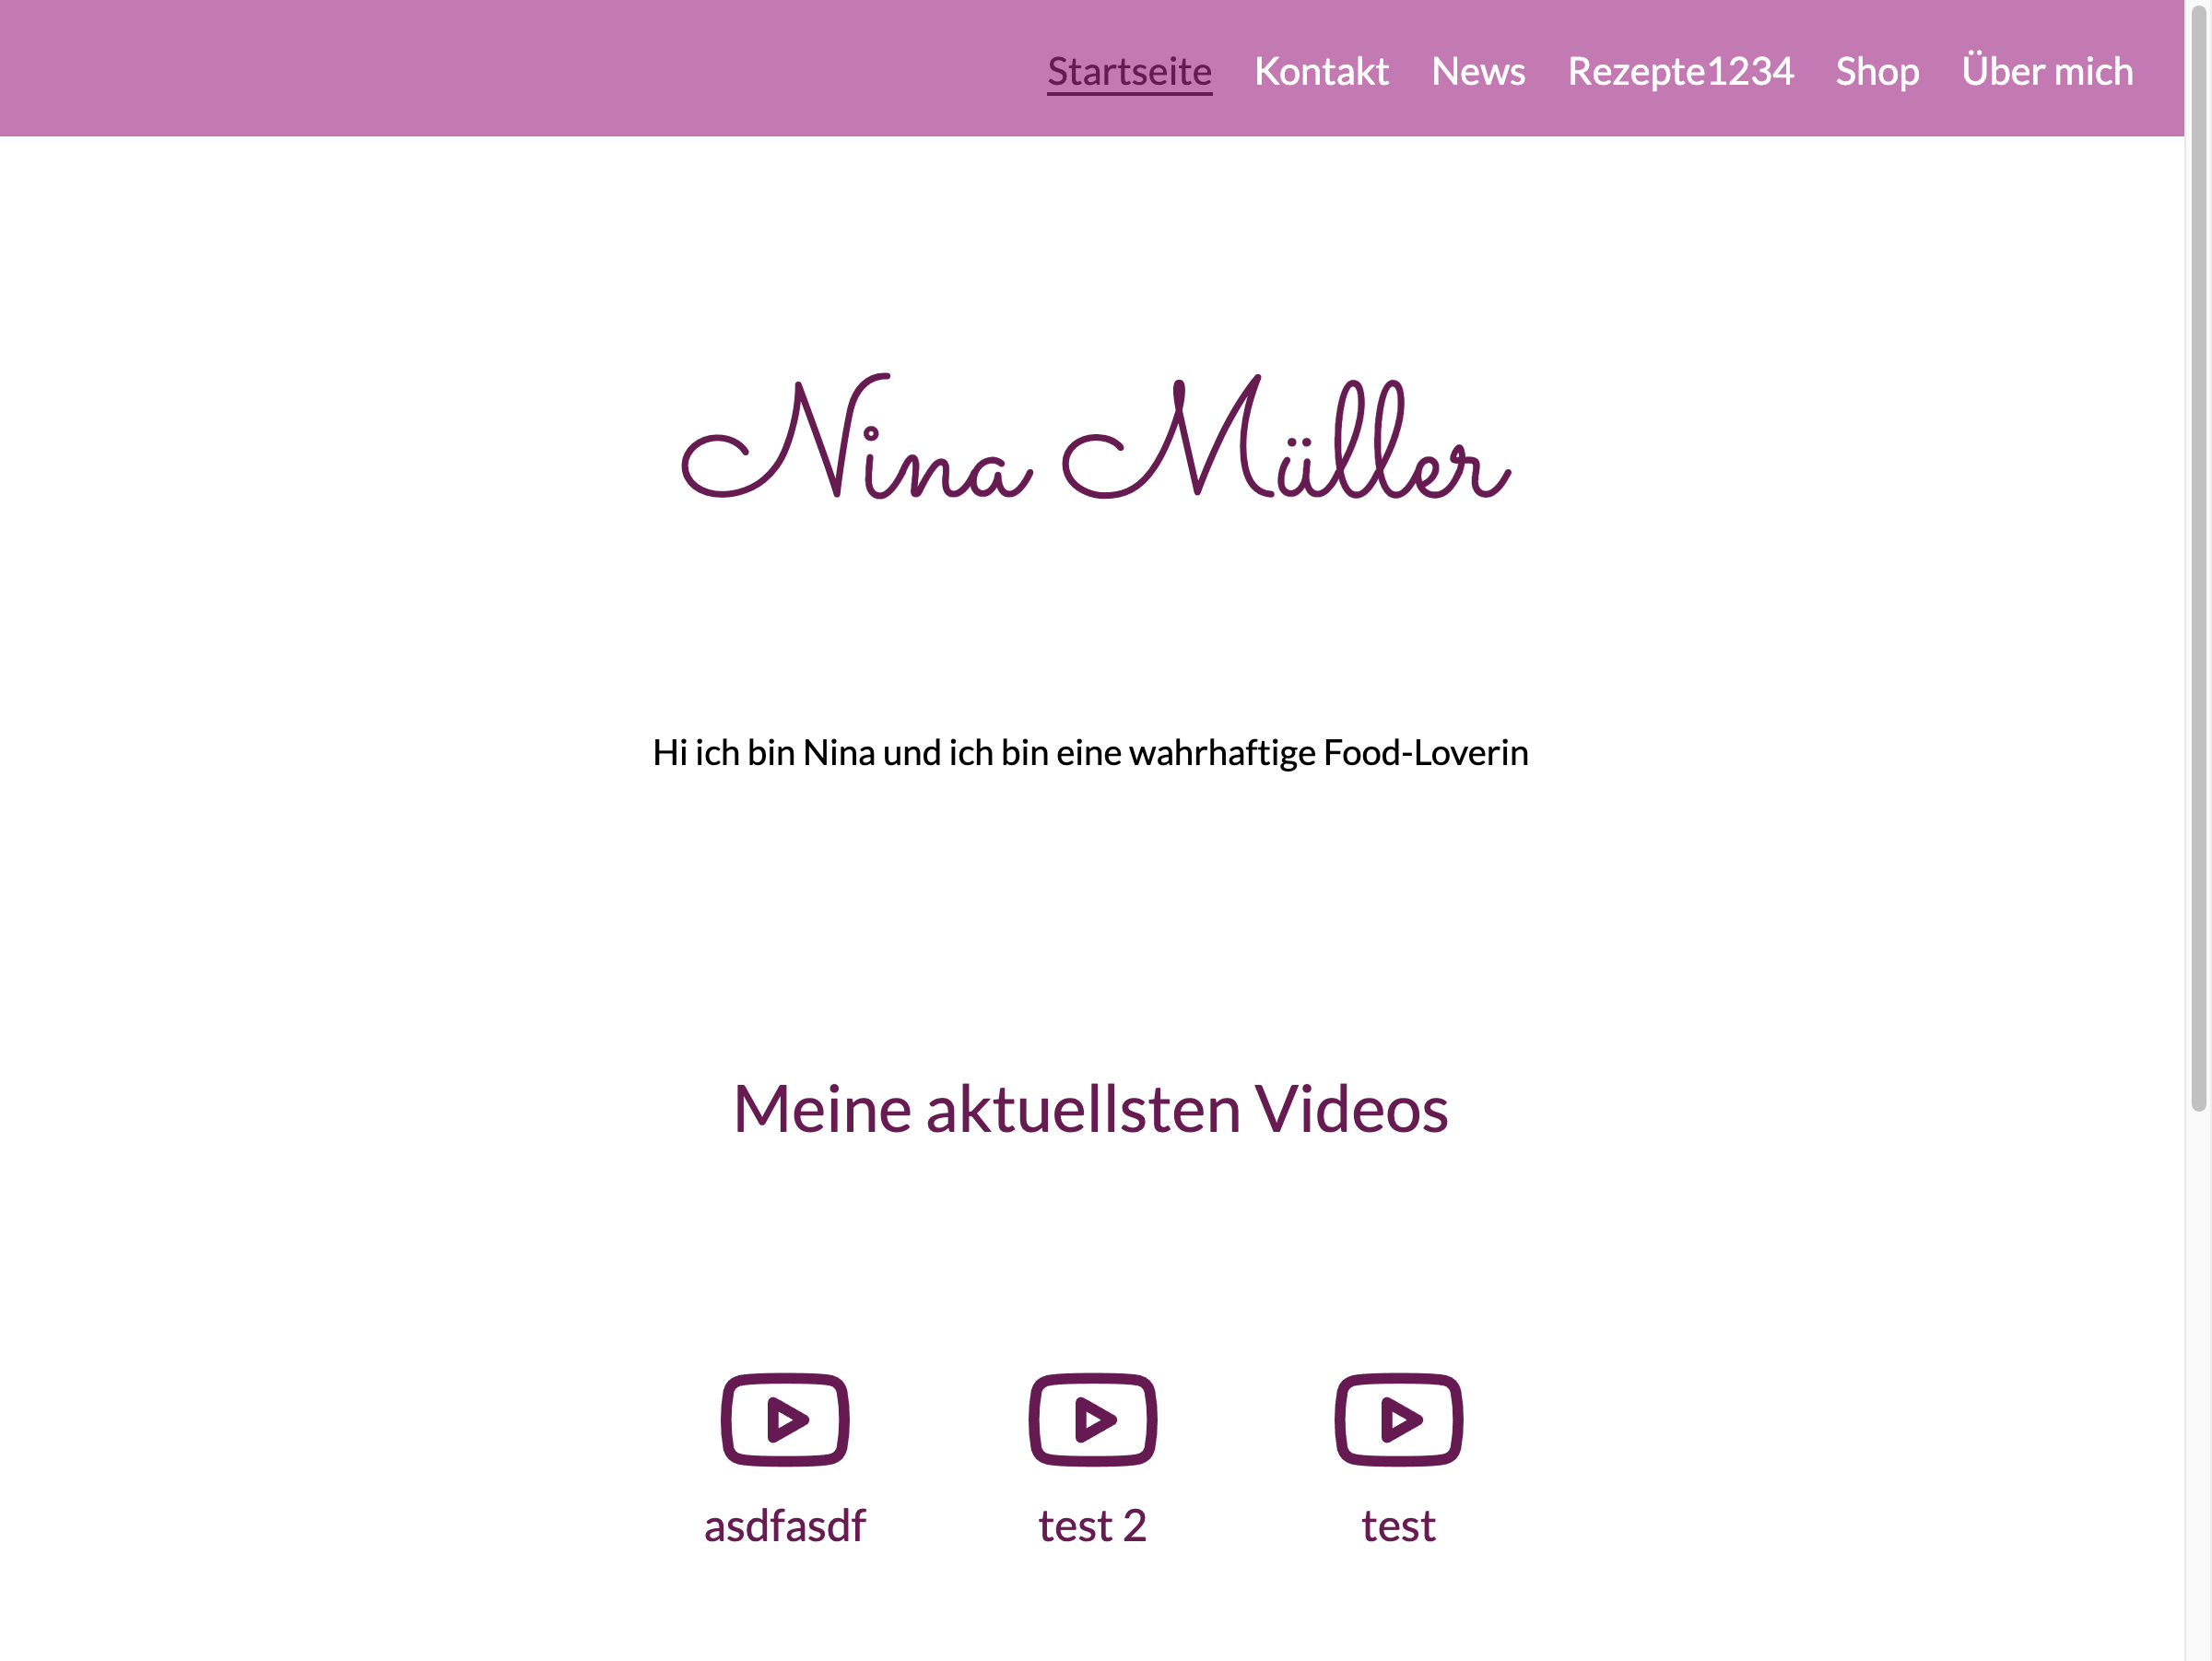 Startseite Kontakt News Rezepte1234 Shop Über mich
Nina Müller
Hi ich bin Nina und ich bin eine wahrhaftige Food-Loverin
Meine aktuellsten Videos
asdfasdf test 2 test